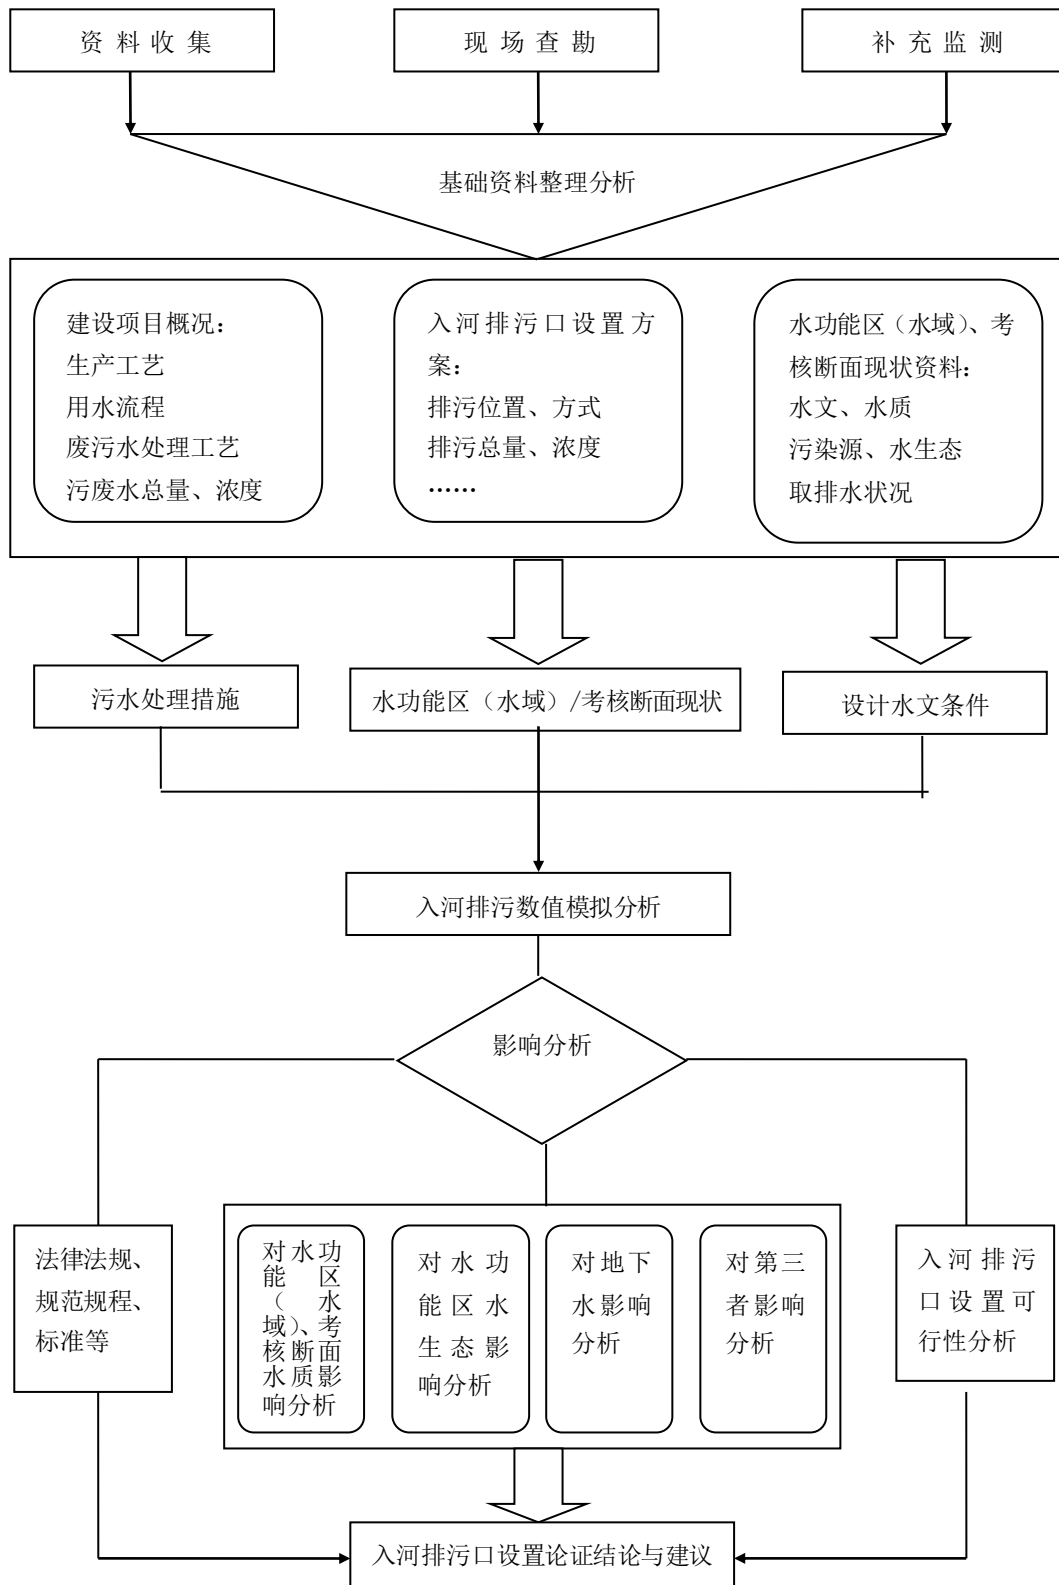 资料收集
现场查勘
补充监测
基础资料整理分析
建设项目概况：
生产工艺
用水流程
废污水处理工艺
污废水总量、浓度
入河排污口设置方
案：
排污位置、方式
排污总量、浓度
……
水功能区（水域）、考
核断面现状资料：
水文、水质
污染源、水生态
取排水状况
污水处理措施
水功能区（水域）/考核断面现状
设计水文条件
入河排污数值模拟分析
影响分析
法律法规、
规范规程、
标准等
对水功
能区
（水
域）、考
核断面
水质影
响分析
对水功
能区水
生态影
响分析
对地下
水影响
分析
对第三
者影响
分析
入河排污
口设置可
行性分析
入河排污口设置论证结论与建议